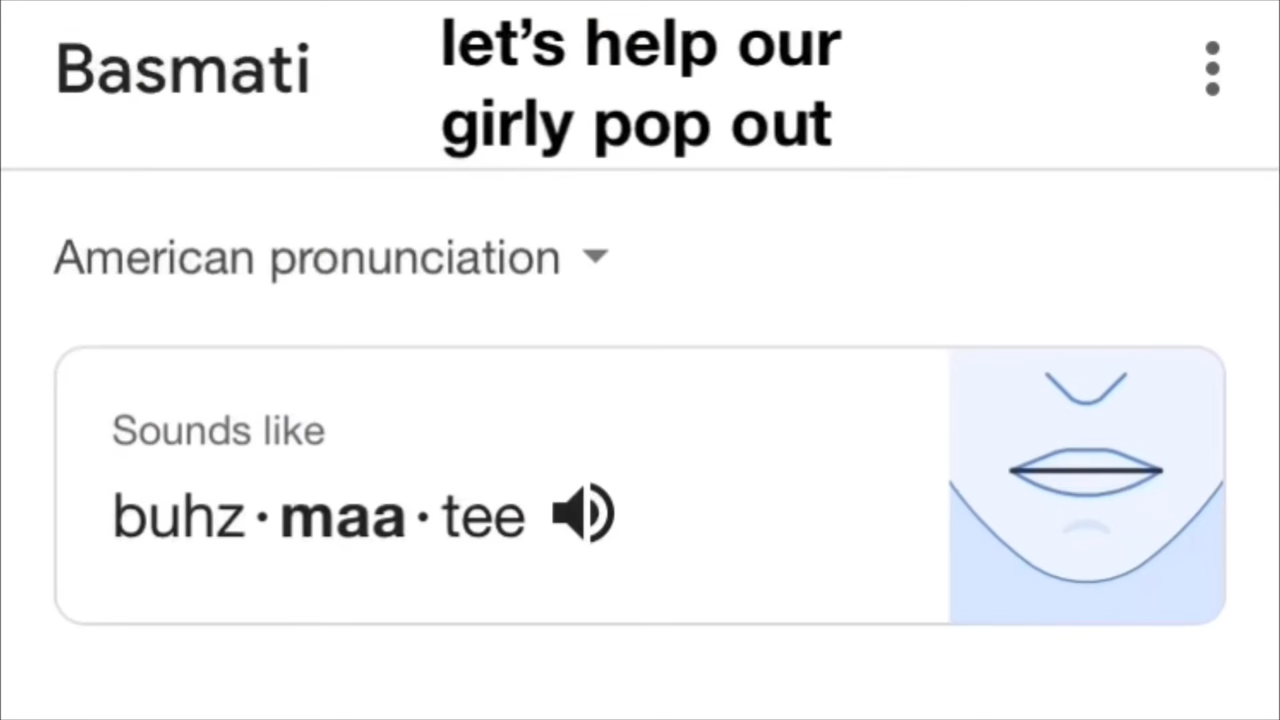 Basmati
let’s help our
girly pop out
American pronunciation
Sounds like
buhz·maa·tee